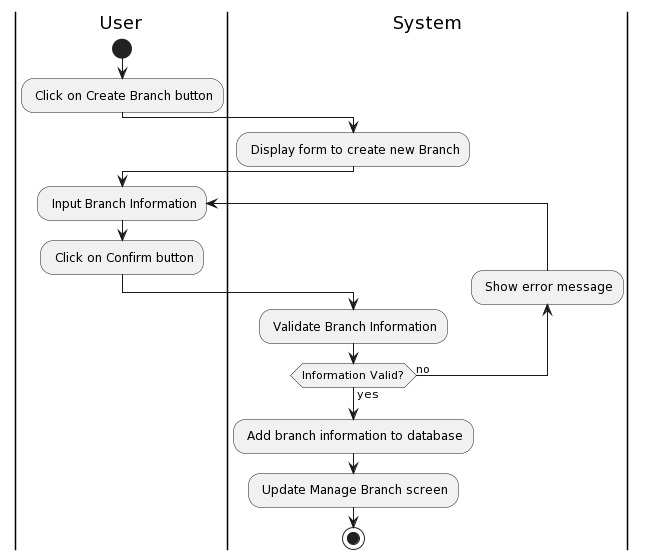 User
System
Click on Create Branch button
Display form to create new Branch
Input Branch Information
Click on Confirm button
Show error message
Validate Branch Information
Information Valid?
no
yes
Add branch information to database
Update Manage Branch screen